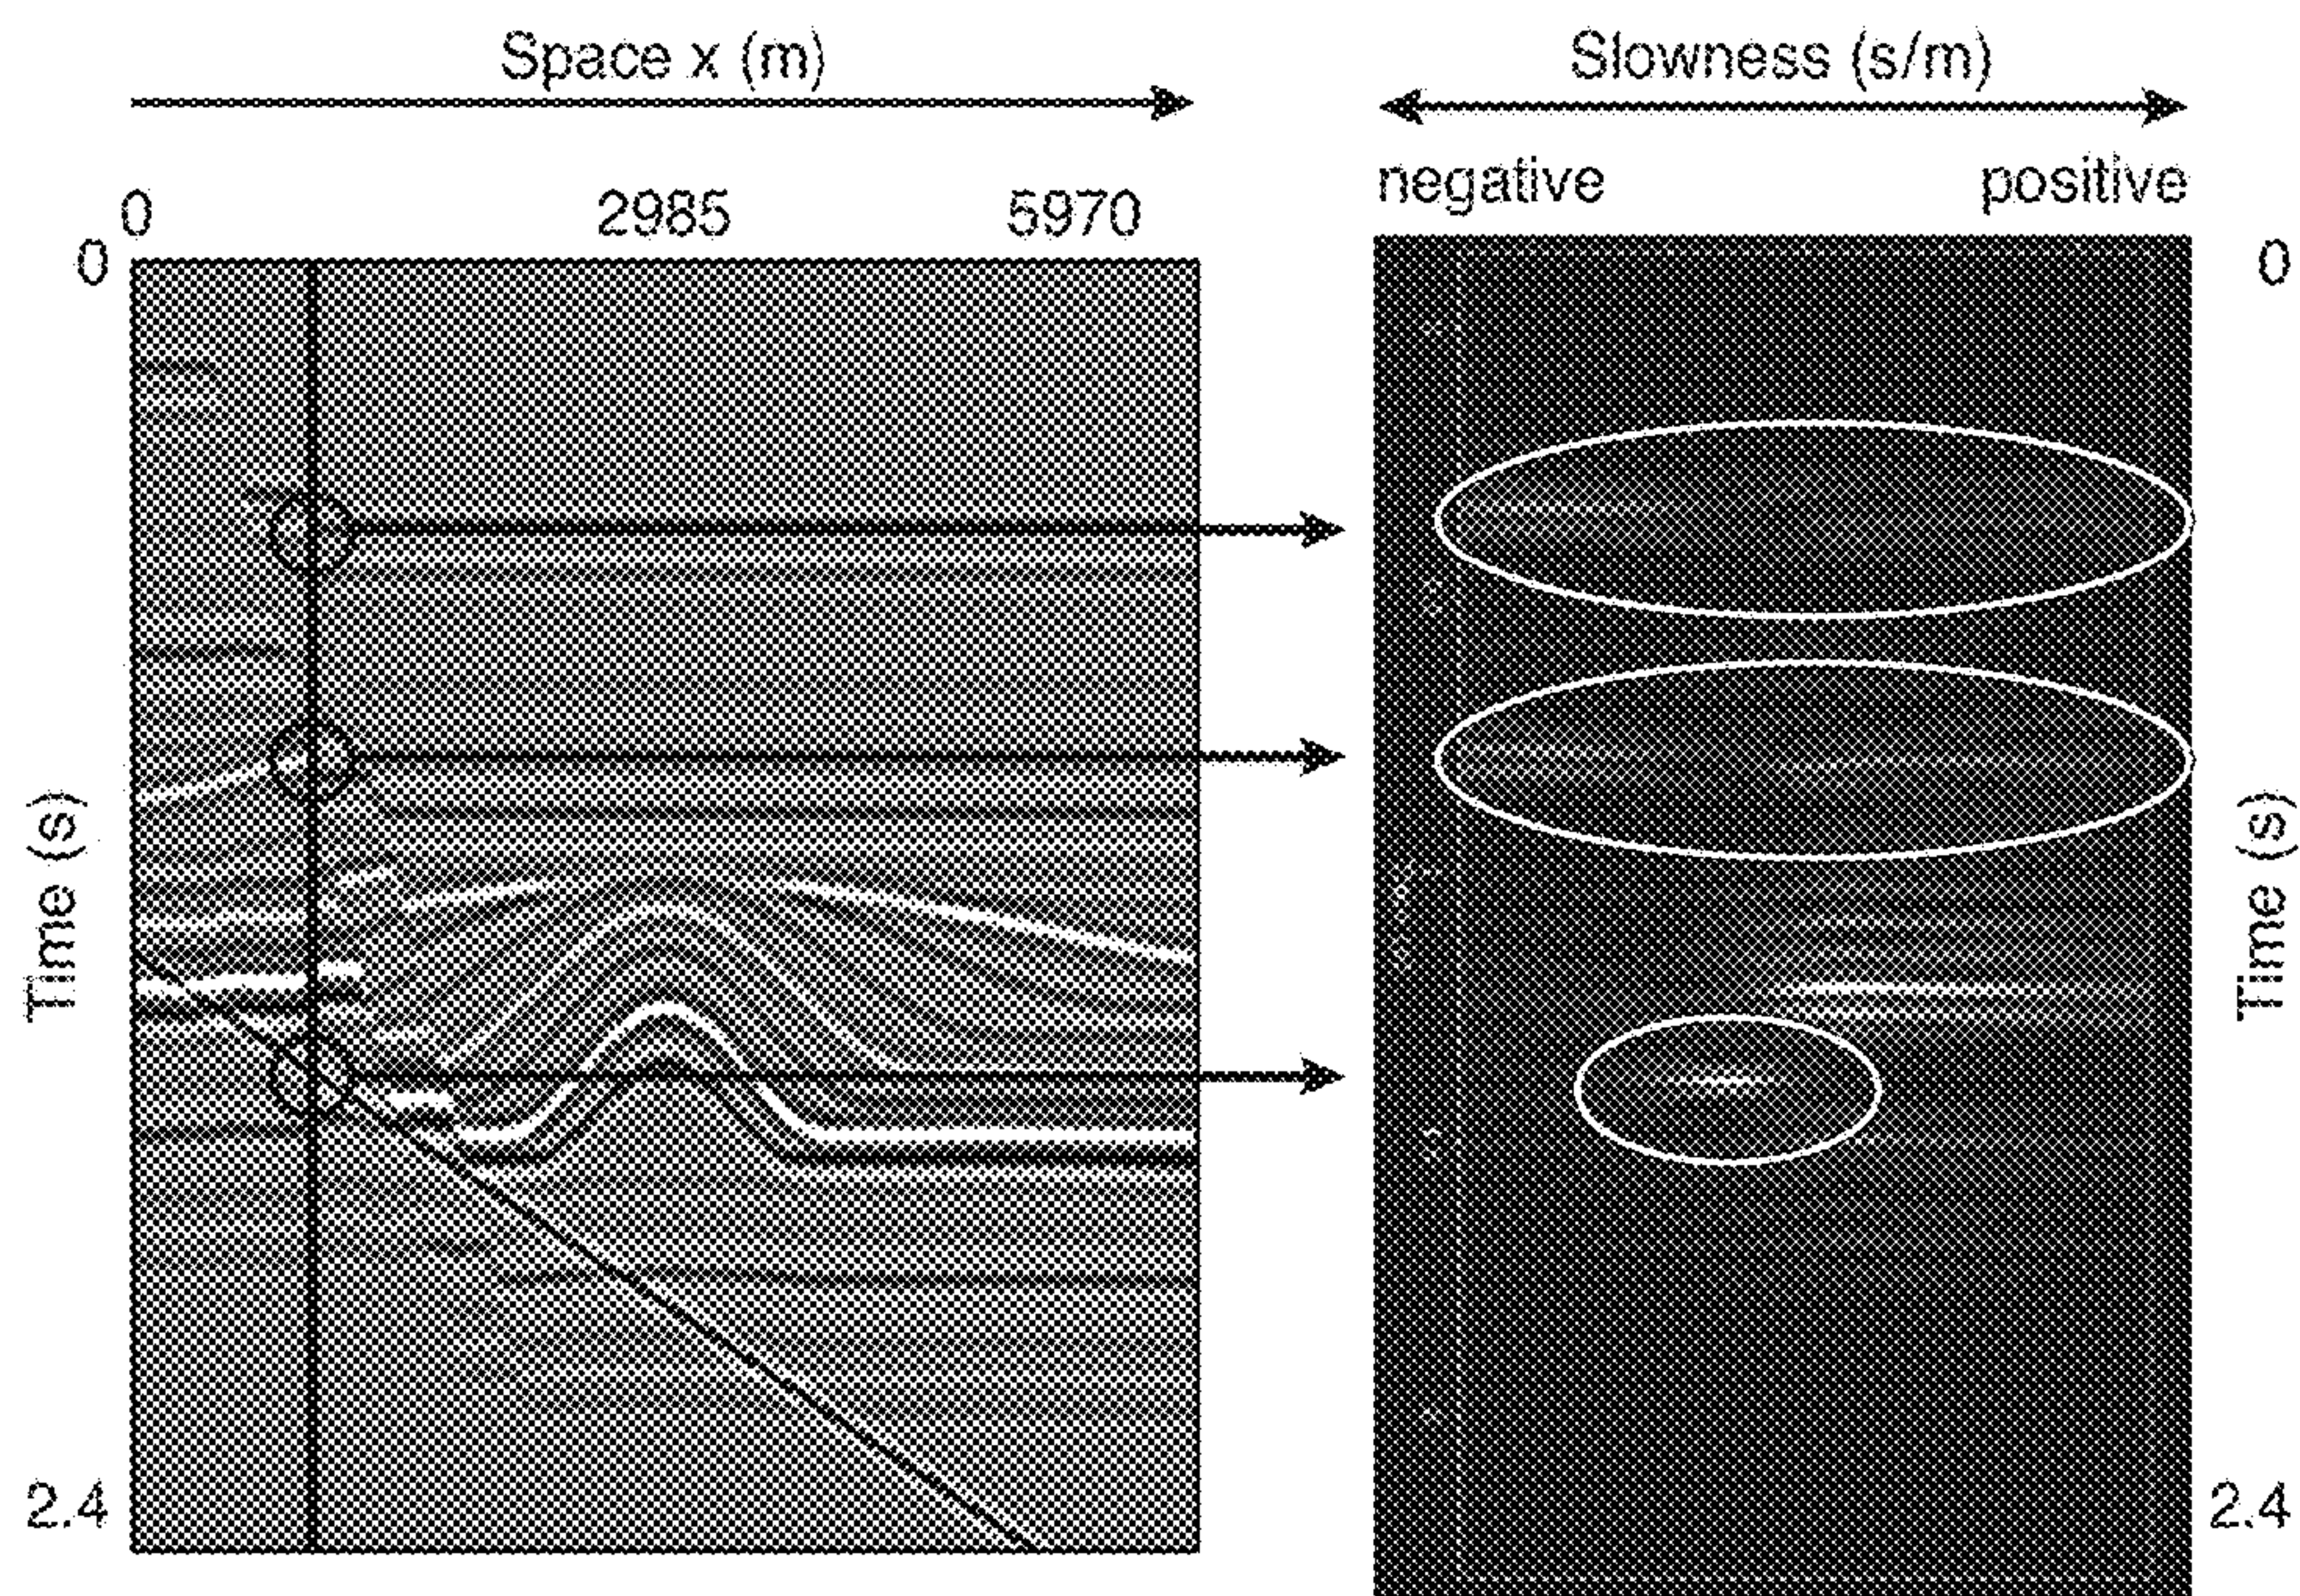 Space x (m)
Slowness (s/m)
negative
positive
0
2985
5970
0
0
Time (s)
Time (s)
2.4
2.4